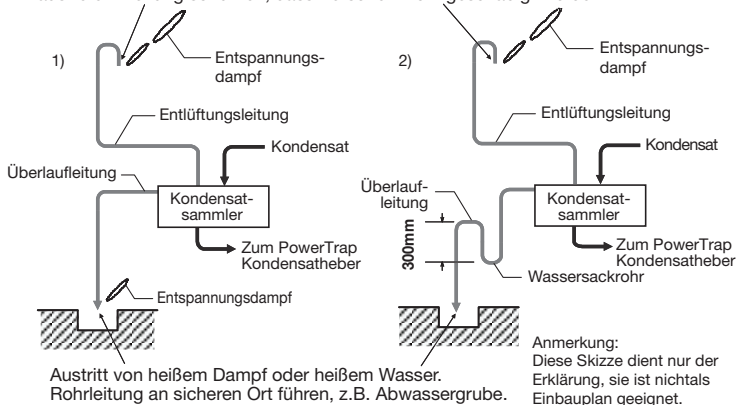 1)
Entspannungs-
dampf
Entlüftungsleitung
Kondensat
Überlaufleitung
Kondensat-
sammler
Zum PowerTrap
Kondensatheber
Entspannungsdampf
2)
Entspannungs-
dampf
Entlüftungsleitung
Kondensat
Überlauf-
leitung
Kondensat-
sammler
300mm
Zum PowerTrap
Kondensatheber
Wassersackrohr
Austritt von heißem Dampf oder heißem Wasser.
Rohrleitung an sicheren Ort führen, z.B. Abwassergrube.
Anmerkung:
Diese Skizze dient nur der
Erklärung, sie ist nichtals
Einbauplan geeignet.